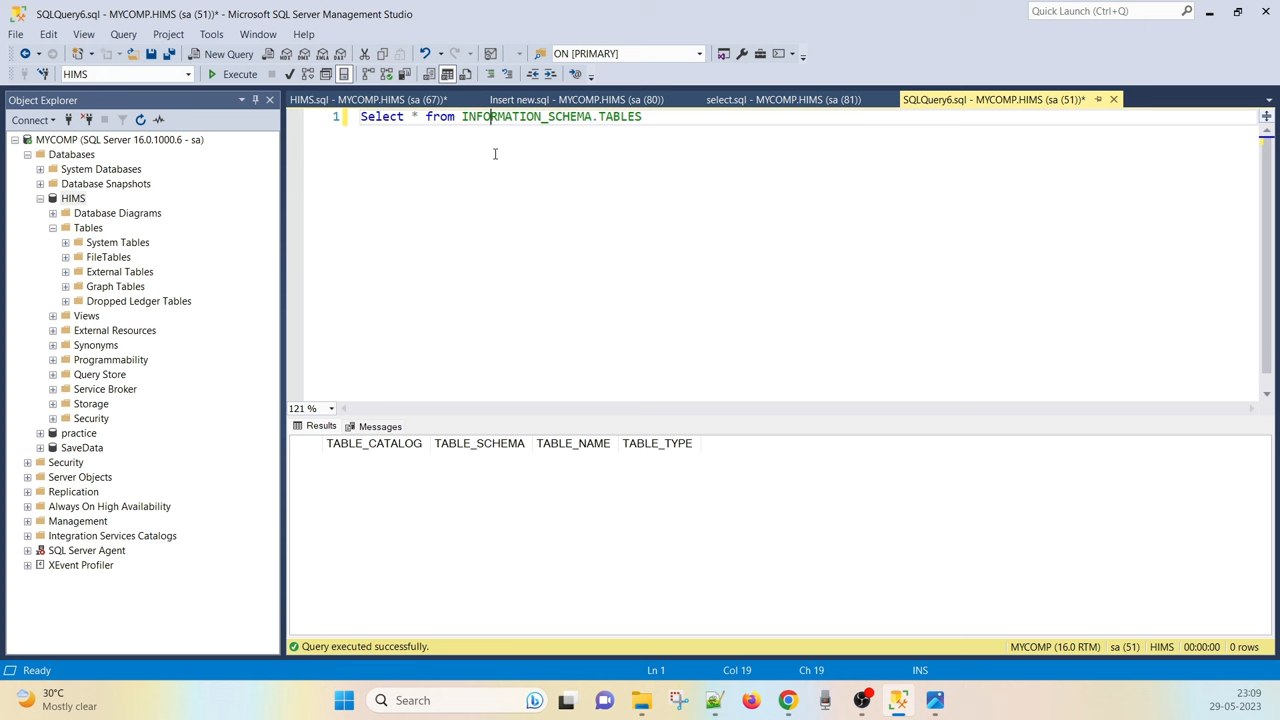 SQLQuery6.sql - MYCOMP.HIMS (sa (51))* - Microsoft SQL Server Management Studio
Quick Launch (Ctrl+Q)
File Edit View Query Project Tools Window Help
New Query
MDX DMX XMLA DAX
ON [PRIMARY]
HIMS
Execute
Object Explorer
HIMS.sql - MYCOMP.HIMS (sa (67))*
Insert new.sql - MYCOMP.HIMS (sa (80))
select.sql - MYCOMP.HIMS (sa (81))
SQLQuery6.sql - MYCOMP.HIMS (sa (51))*
Connect
1 Select * from INFORMATION_SCHEMA.TABLES
MYCOMP (SQL Server 16.0.1000.6 - sa)
Databases
System Databases
Database Snapshots
HIMS
Database Diagrams
Tables
System Tables
FileTables
External Tables
Graph Tables
Dropped Ledger Tables
Views
External Resources
Synonyms
Programmability
Query Store
Service Broker
Storage
Security
practice
SaveData
Security
Server Objects
Replication
Always On High Availability
Management
Integration Services Catalogs
SQL Server Agent
XEvent Profiler
121 %
Results Messages
TABLE_CATALOG TABLE_SCHEMA TABLE_NAME TABLE_TYPE
Query executed successfully.
MYCOMP (16.0 RTM) sa (51) HIMS 00:00:00 0 rows
Ready
Ln 1 Col 19 Ch 19 INS
30°C
Mostly clear
Search
23:09
29-05-2023